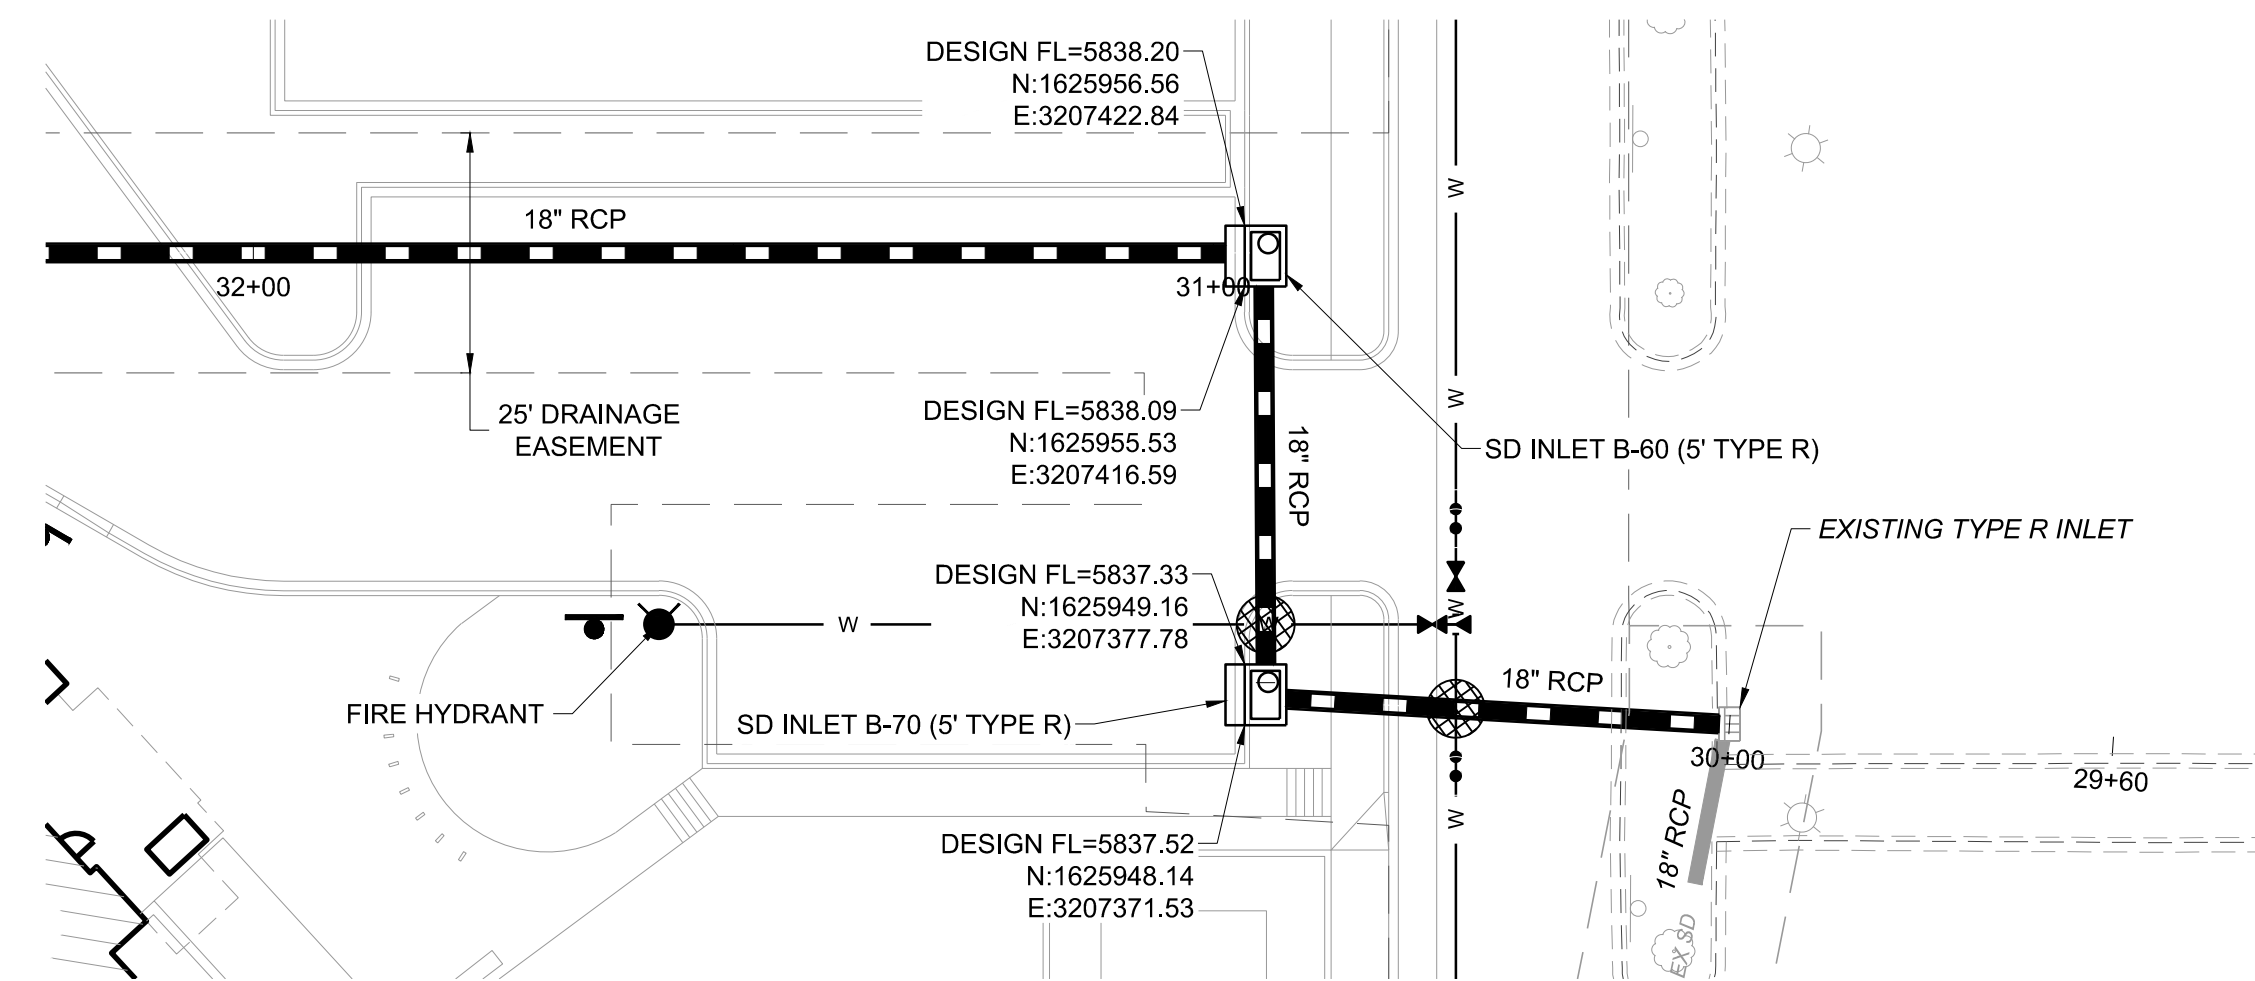 DESIGN FL=5838.20
N:1625956.56
E:3207422.84
W
18" RCP
32+00
31+00
25' DRAINAGE
EASEMENT
DESIGN FL=5838.09
N:1625955.53
E:3207416.59
W
18" RCP
SD INLET B-60 (5' TYPE R)
EXISTING TYPE R INLET
DESIGN FL=5837.33
N:1625949.16
E:3207377.78
W
W
W
FIRE HYDRANT
SD INLET B-70 (5' TYPE R)
18" RCP
30+00
29+60
W
18" RCP
DESIGN FL=5837.52
N:1625948.14
E:3207371.53
EX SD